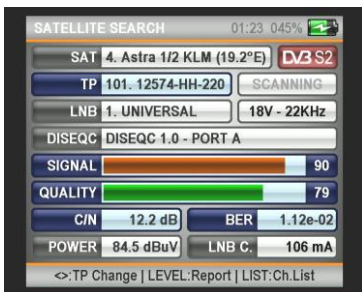 SATELLITE SEARCH 01:23 045%
SAT 4. Astra 1/2 KLM (19.2ºE) DVB S2
TP 101. 12574-HH-220 SCANNING
LNB 1. UNIVERSAL 18V - 22KHz
DISEQC DISEQC 1.0 - PORT A
SIGNAL 90
QUALITY 79
C/N 12.2 dB BER 1.12e-02
POWER 84.5 dBuV LNB C. 106 mA
<>:TP Change | LEVEL:Report | LIST:Ch.List